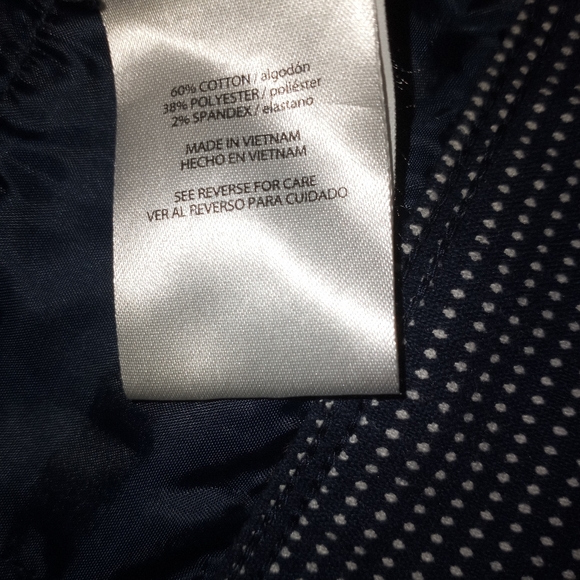 60% COTTON / algodón
38% POLYESTER / poliéster
2% SPANDEX / elastano
MADE IN VIETNAM
HECHO EN VIETNAM
SEE REVERSE FOR CARE
VER AL REVERSO PARA CUIDADO